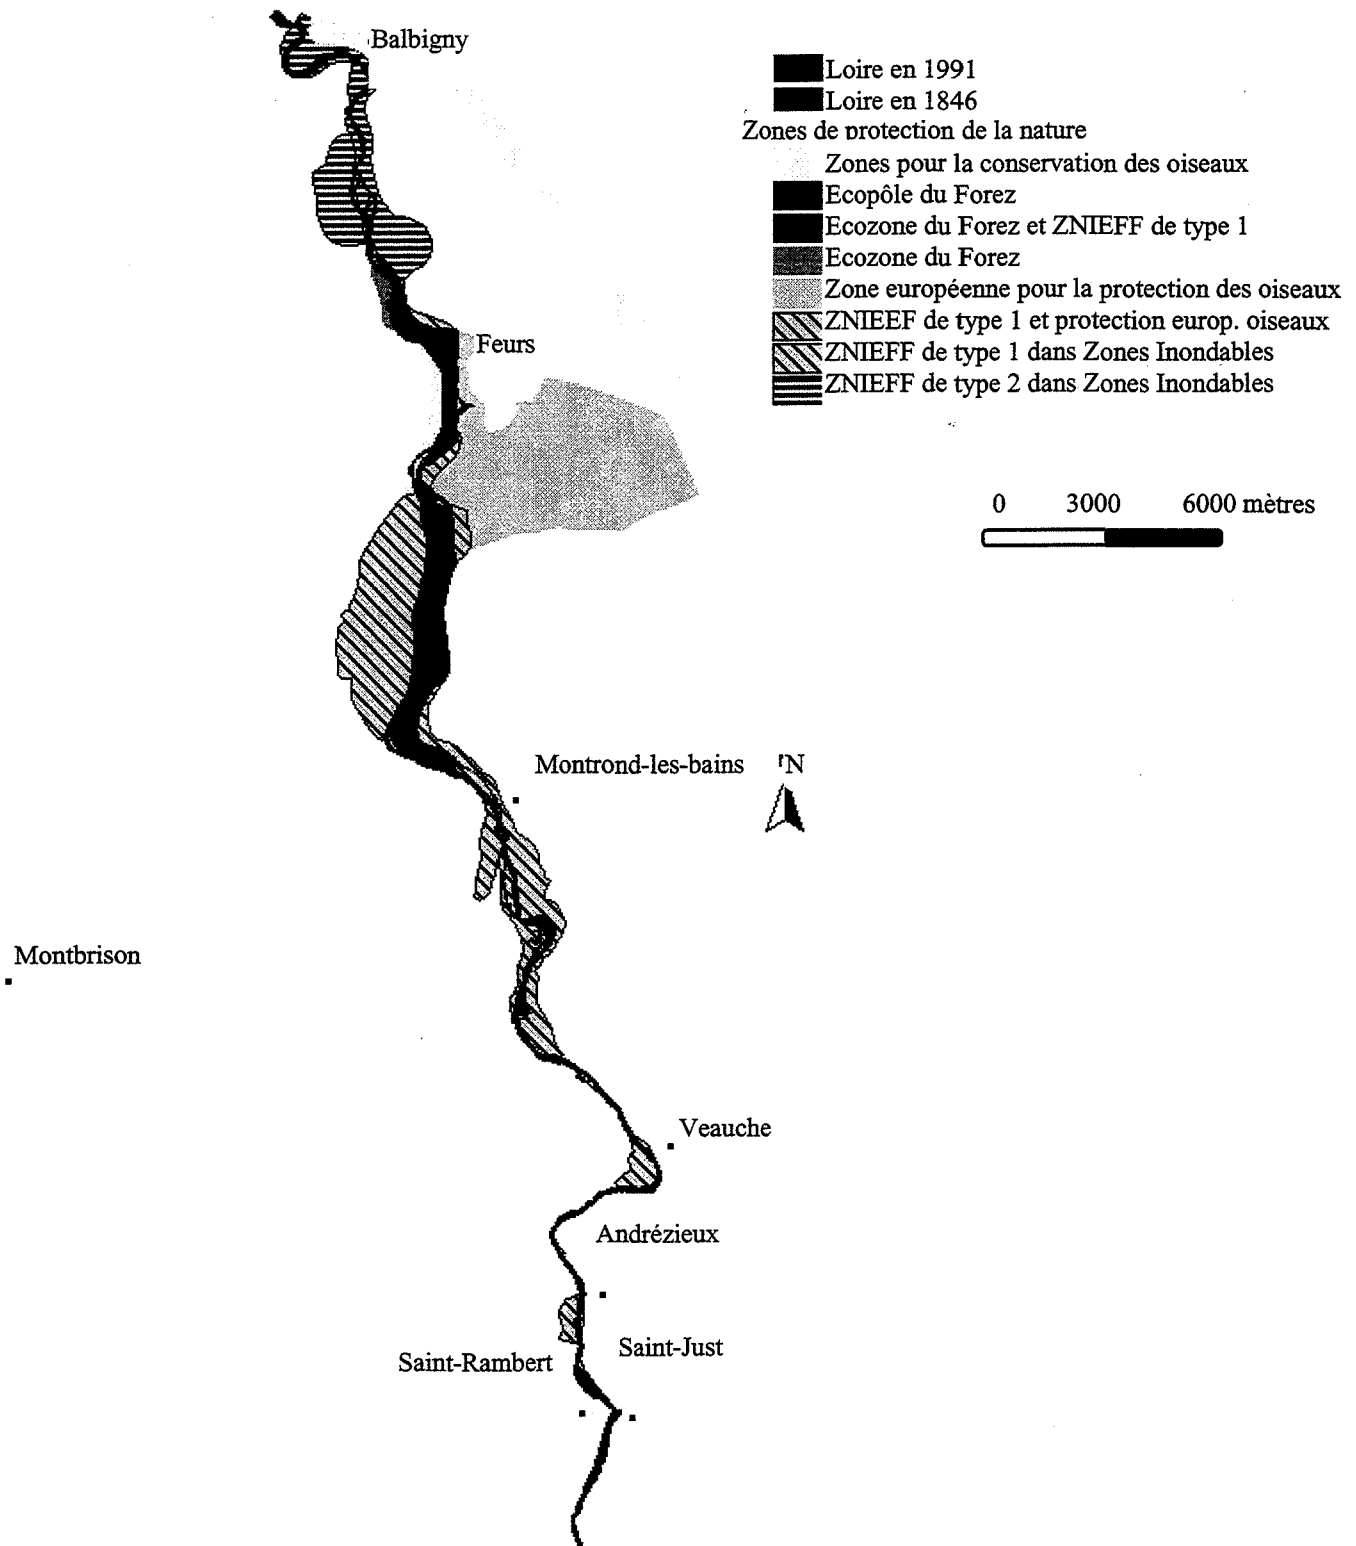 Balbigny
Loire en 1991
Loire en 1846
Zones de protection de la nature
Zones pour la conservation des oiseaux
Ecopôle du Forez
Ecozone du Forez et ZNIEFF de type 1
Ecozone du Forez
Zone européenne pour la protection des oiseaux
ZNIEEF de type 1 et protection europ. oiseaux
ZNIEFF de type 1 dans Zones Inondables
ZNIEFF de type 2 dans Zones Inondables
Feurs
0 3000 6000 mètres
Montrond-les-bains
N
Montbrison
Veauche
Andrézieux
Saint-Just
Saint-Rambert